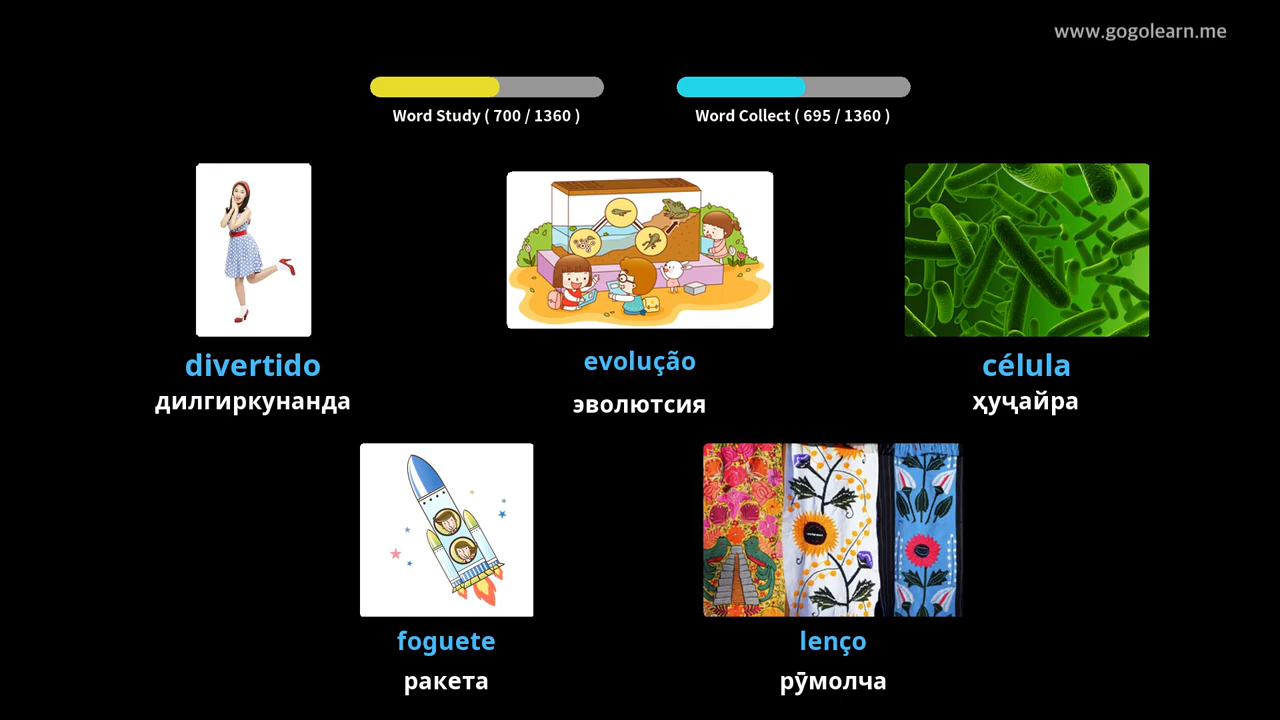 www.gogolearn.me
Word Study ( 700 / 1360 )
Word Collect ( 695 / 1360 )
divertido
дилгиркунанда
evolução
эволютсия
célula
ҳуҷайра
foguete
ракета
lenço
рӯмолча